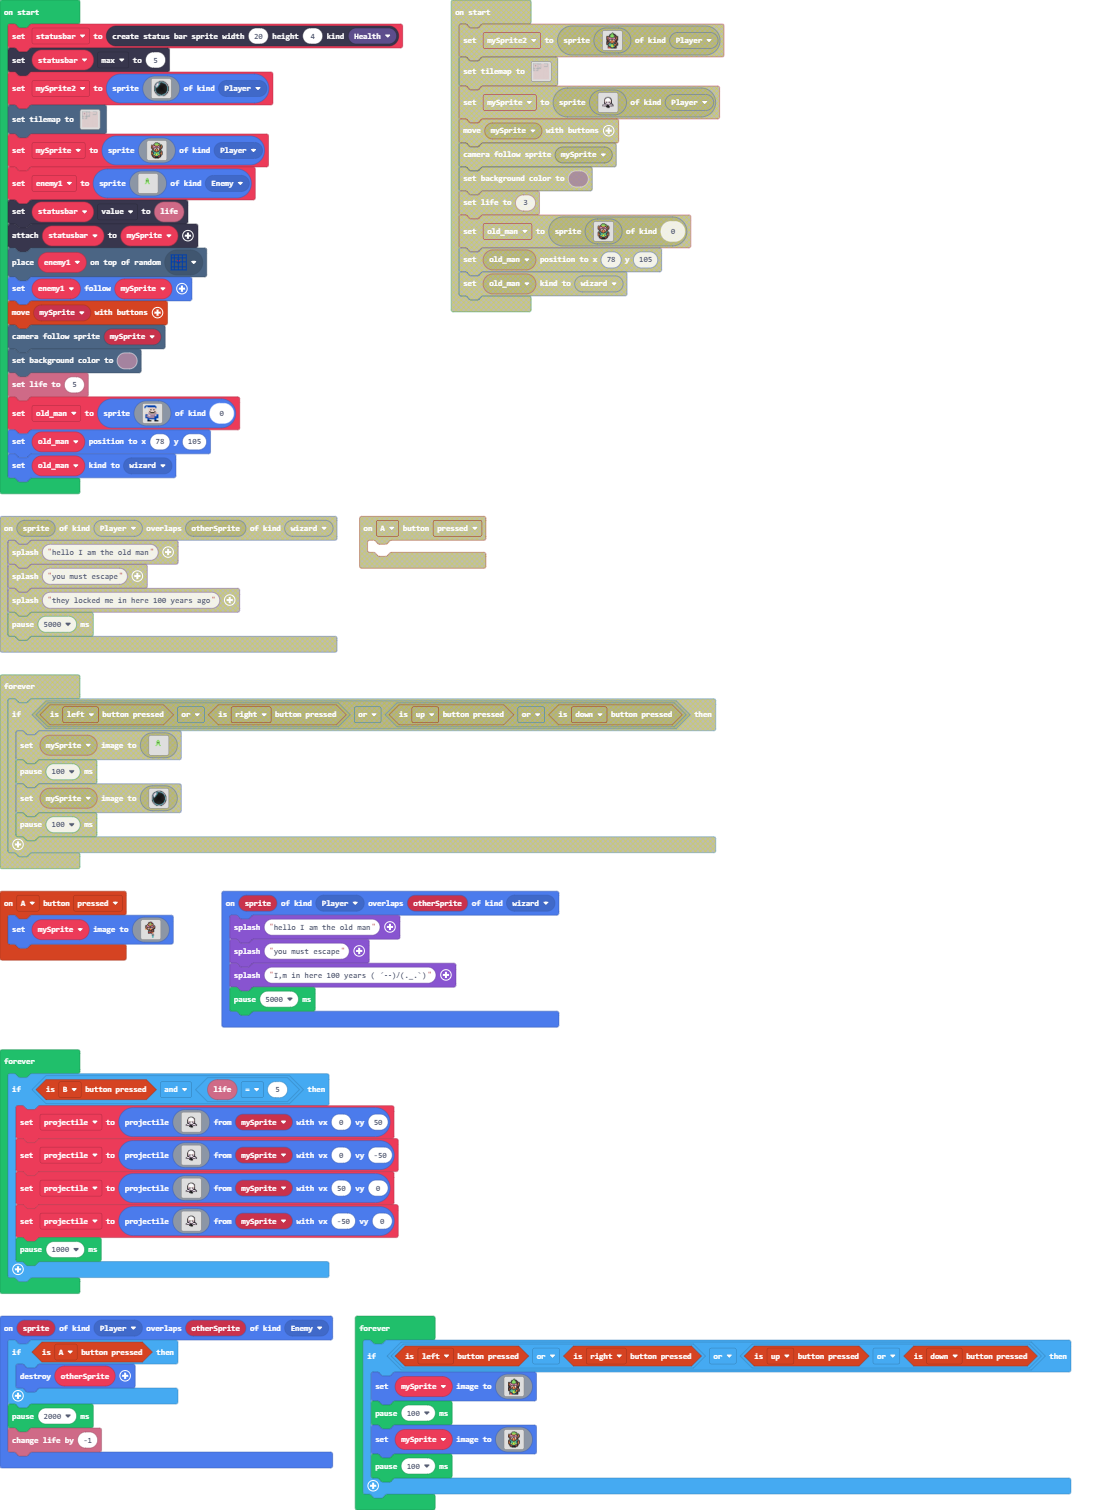 on start
set statusbar to create status bar sprite width 20 height 4 kind Health
set statusbar max to 5
set mySprite2 to sprite of kind Player
set tilemap to
set mySprite to sprite of kind Player
set enemy1 to sprite of kind Enemy
set statusbar value to life
attach statusbar to mySprite
place enemy1 on top of random
set enemy1 follow mySprite
move mySprite with buttons
camera follow sprite mySprite
set background color to
set life to 5
set old_man to sprite of kind 0
set old_man position to x 78 y 105
set old_man kind to wizard
on start
set mySprite2 to sprite of kind Player
set tilemap to
set mySprite to sprite of kind Player
move mySprite with buttons
camera follow sprite mySprite
set background color to
set life to 3
set old_man to sprite of kind 0
set old_man position to x 78 y 105
set old_man kind to wizard
on sprite of kind Player overlaps otherSprite of kind wizard
splash "hello I am the old man"
splash "you must escape"
splash "they locked me in here 100 years ago"
pause 5000 ms
on A button pressed
forever
if is left button pressed or is right button pressed or is up button pressed or is down button pressed then
set mySprite image to
pause 100 ms
set mySprite image to
pause 100 ms
on A button pressed
set mySprite image to
on sprite of kind Player overlaps otherSprite of kind wizard
splash "hello I am the old man"
splash "you must escape"
splash "I,m in here 100 years ( ´--)/(._.`)"
pause 5000 ms
forever
if is B button pressed and life = 5 then
set projectile to projectile from mySprite with vx 0 vy 50
set projectile to projectile from mySprite with vx 0 vy -50
set projectile to projectile from mySprite with vx 50 vy 0
set projectile to projectile from mySprite with vx -50 vy 0
pause 1000 ms
on sprite of kind Player overlaps otherSprite of kind Enemy
if is A button pressed then
destroy otherSprite
pause 2000 ms
change life by -1
forever
if is left button pressed or is right button pressed or is up button pressed or is down button pressed then
set mySprite image to
pause 100 ms
set mySprite image to
pause 100 ms